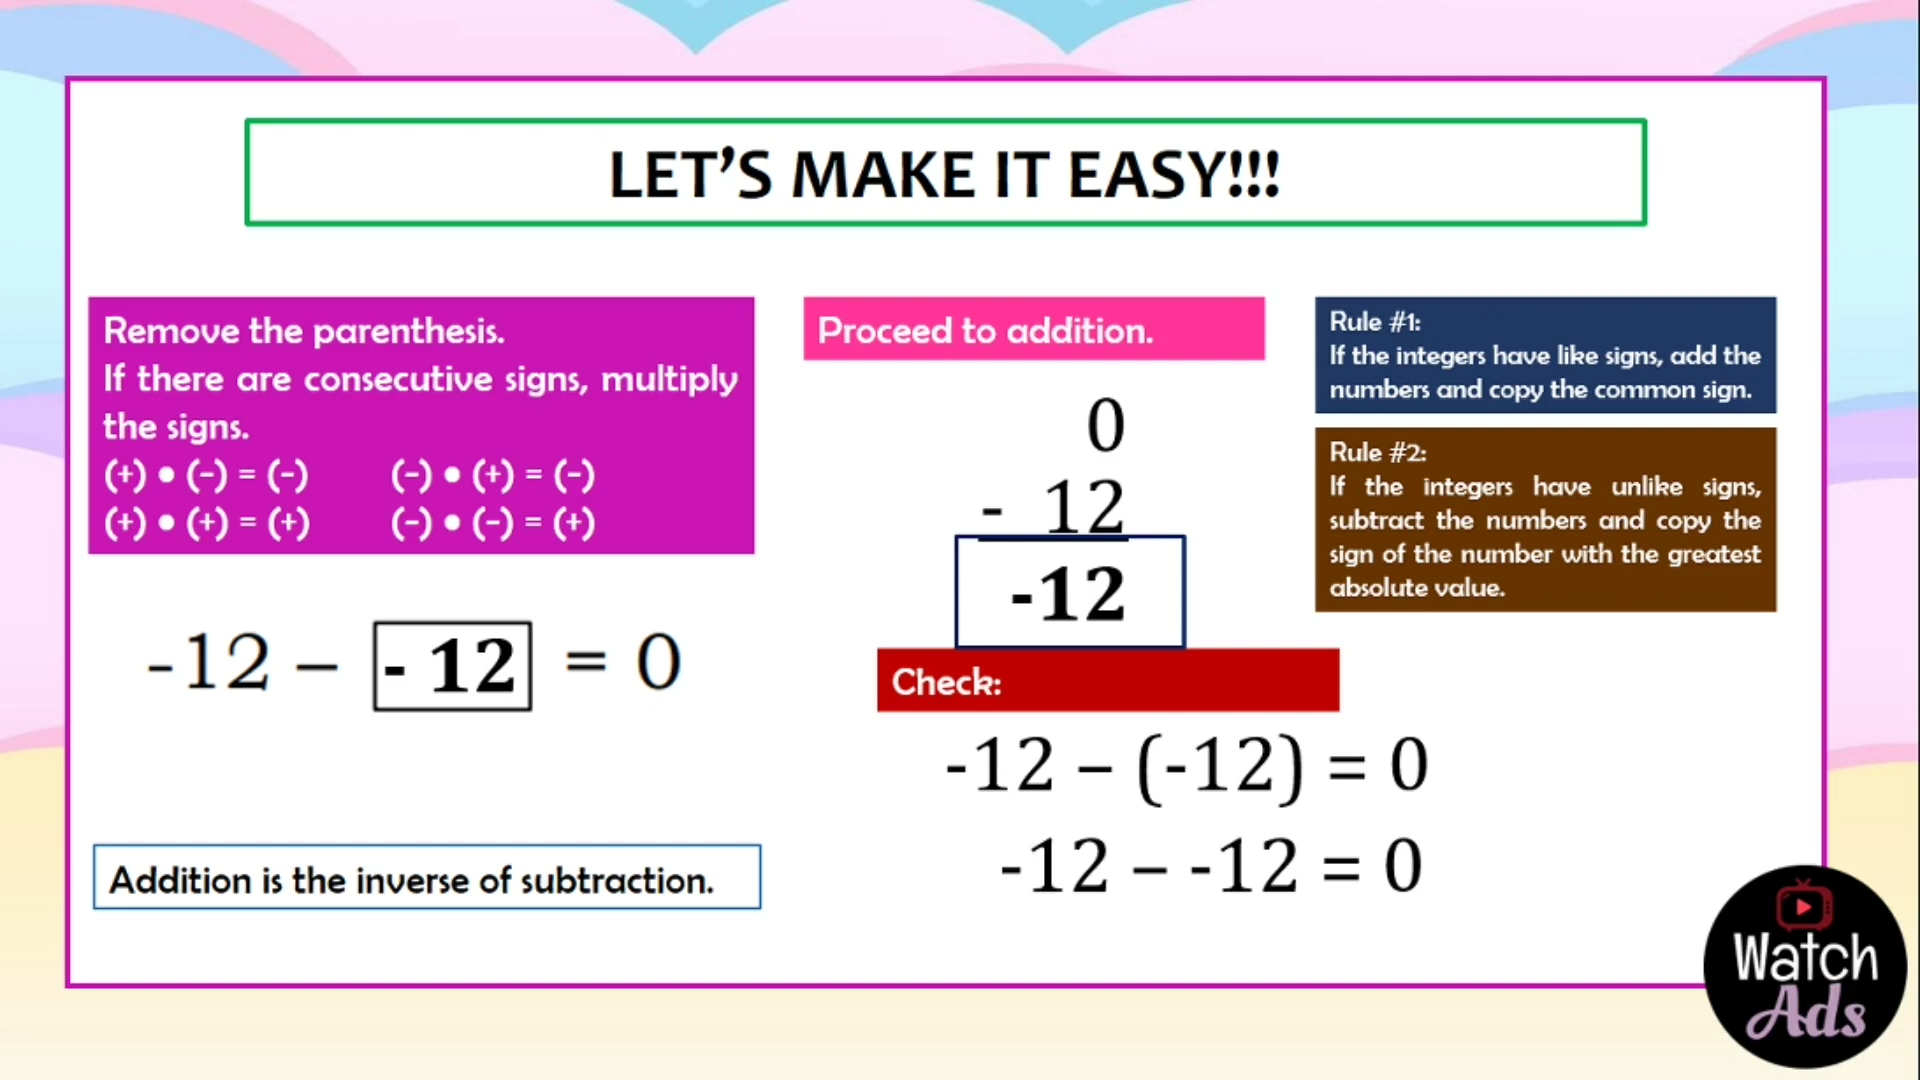 LET’S MAKE IT EASY!!!
Remove the parenthesis.
If there are consecutive signs, multiply
the signs.
(+) • (–) = (–) (–) • (+) = (–)
(+) • (+) = (+) (–) • (–) = (+)
-12 – - 12 = 0
Addition is the inverse of subtraction.
Proceed to addition.
0
- 12
-12
Check:
-12 – (-12) = 0
-12 – -12 = 0
Rule #1:
If the integers have like signs, add the
numbers and copy the common sign.
Rule #2:
If the integers have unlike signs,
subtract the numbers and copy the
sign of the number with the greatest
absolute value.
Watch
Ads